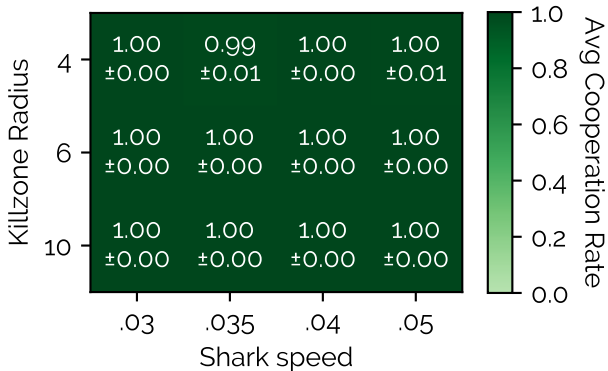 1.00 0.99 1.00 1.00
±0.00 ±0.01 ±0.00 ±0.01
1.00 1.00 1.00 1.00
±0.00 ±0.00 ±0.00 ±0.00
1.00 1.00 1.00 1.00
±0.00 ±0.00 ±0.00 ±0.00
4
6
10
Killzone Radius
.03 .035 .04 .05
Shark speed
1.0
0.8
0.6
0.4
0.2
0.0
Avg Cooperation Rate